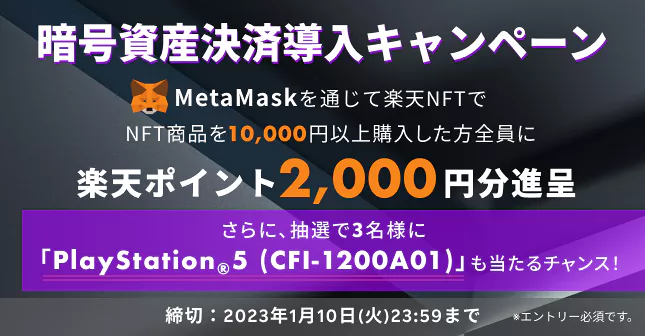 暗号資産決済導入キャンペーン
MetaMaskを通じて楽天NFTで
NFT商品を10,000円以上購入した方全員に
楽天ポイント2,000円分進呈
さらに、抽選で3名様に
「PlayStation®5 (CFI-1200A01)」も当たるチャンス!
締切：2023年1月10日(火)23:59まで ※エントリー必須です。